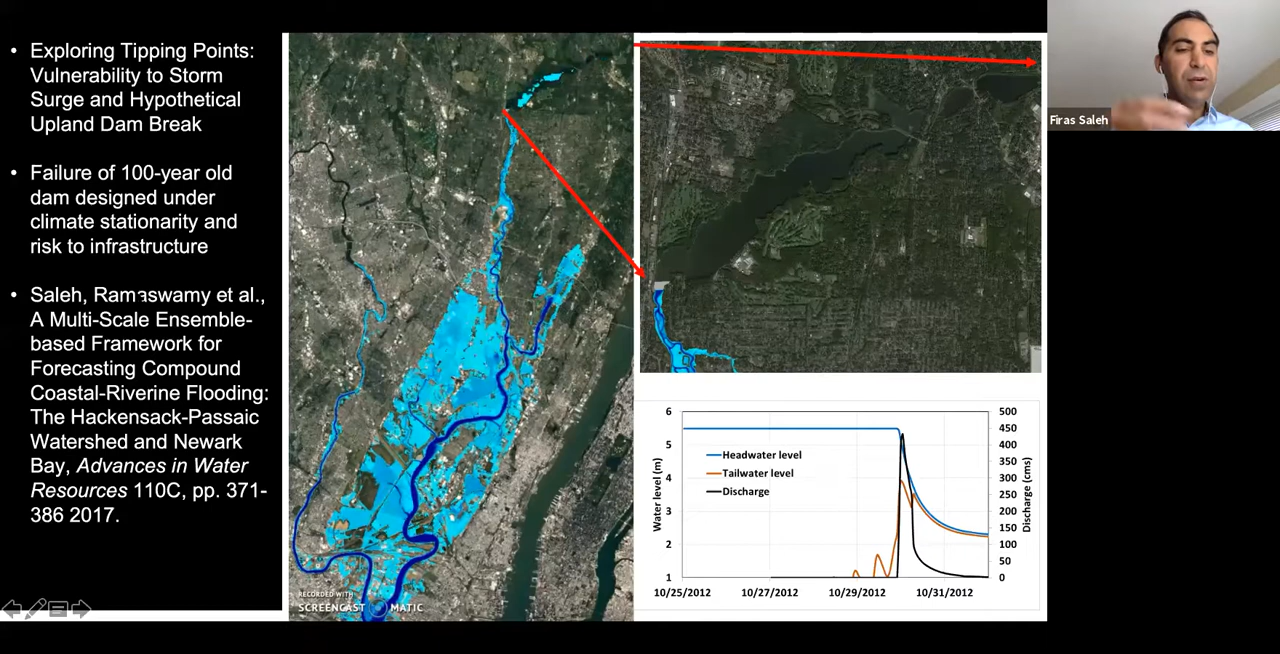 • Exploring Tipping Points:
Vulnerability to Storm
Surge and Hypothetical
Upland Dam Break
• Failure of 100-year old
dam designed under
climate stationarity and
risk to infrastructure
• Saleh, Ramaswamy et al.,
A Multi-Scale Ensemble-
based Framework for
Forecasting Compound
Coastal-Riverine Flooding:
The Hackensack-Passaic
Watershed and Newark
Bay, Advances in Water
Resources 110C, pp. 371-
386 2017.
RECORDED WITH
SCREENCAST MATIC
Firas Saleh
Water level (m)
6
5
4
3
2
1
Headwater level
Tailwater level
Discharge
500
450
400
350
300
250
200
150
100
50
0
Discharge (cms)
10/25/2012 10/27/2012 10/29/2012 10/31/2012